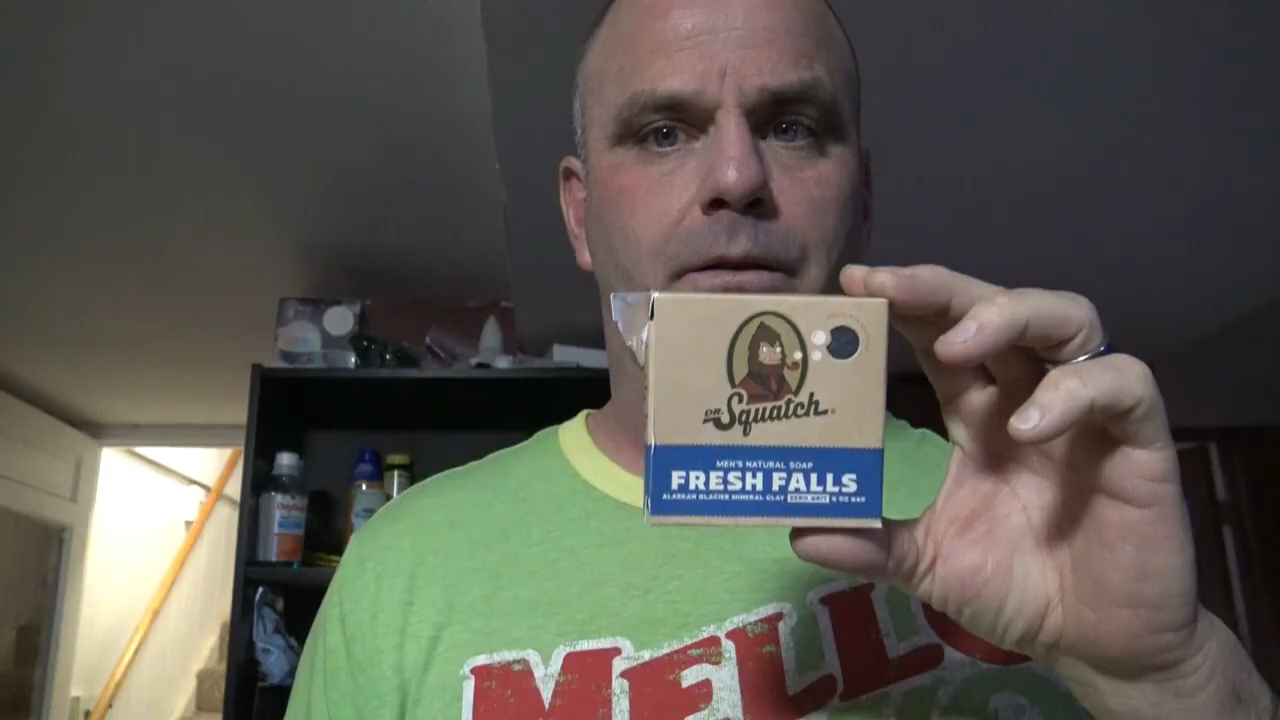 DR. Squatch®
MEN'S NATURAL SOAP
FRESH FALLS
ALASKAN GLACIER MINERAL CLAY ZERO GRIT 5 OZ BAR
MELLO